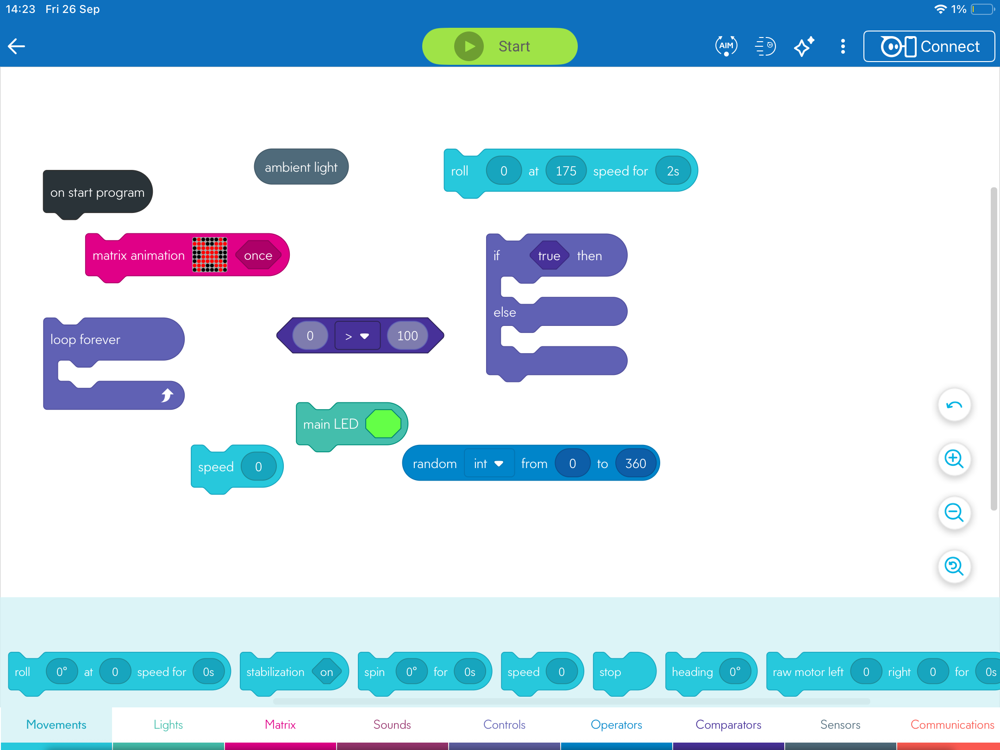 14:23 Fri 26 Sep 1%
Start AIM Connect
ambient light
roll 0 at 175 speed for 2s
on start program
matrix animation once
if true then
else
loop forever
0 > 100
main LED
speed 0
random int from 0 to 360
roll 0° at 0 speed for 0s
stabilization on
spin 0° for 0s
speed 0
stop
heading 0°
raw motor left 0 right 0 for 0s
Movements Lights Matrix Sounds Controls Operators Comparators Sensors Communications